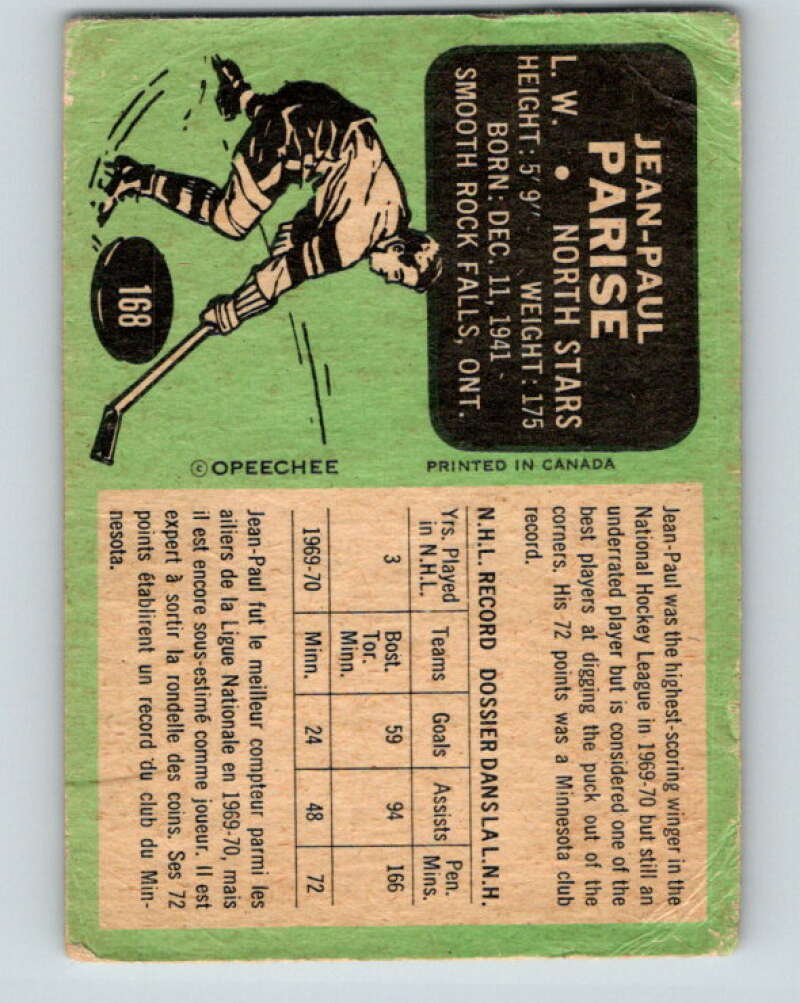 JEAN-PAUL
PARISE
L. W. • NORTH STARS
HEIGHT: 5'9" WEIGHT: 175
BORN: DEC. 11, 1941
SMOOTH ROCK FALLS, ONT.
168
© OPEECHEE
PRINTED IN CANADA
Jean-Paul was the highest-scoring winger in the
National Hockey League in 1969-70 but still an
underrated player but is considered one of the
best players at digging the puck out of the
corners. His 72 points was a Minnesota club
record.
N.H.L. RECORD DOSSIER DANS LA L.N.H.
Yrs. Played in N.H.L. Teams Goals Assists Pen. Mins.
3 Bost. Tor. Minn. 59 94 166
1969-70 Minn. 24 48 72
Jean-Paul fut le meilleur compteur parmi les
ailiers de la Ligue Nationale en 1969-70, mais
il est encore sous-estimé comme joueur. Il est
expert à sortir la rondelle des coins. Ses 72
points établirent un record du club du Min-
nesota.